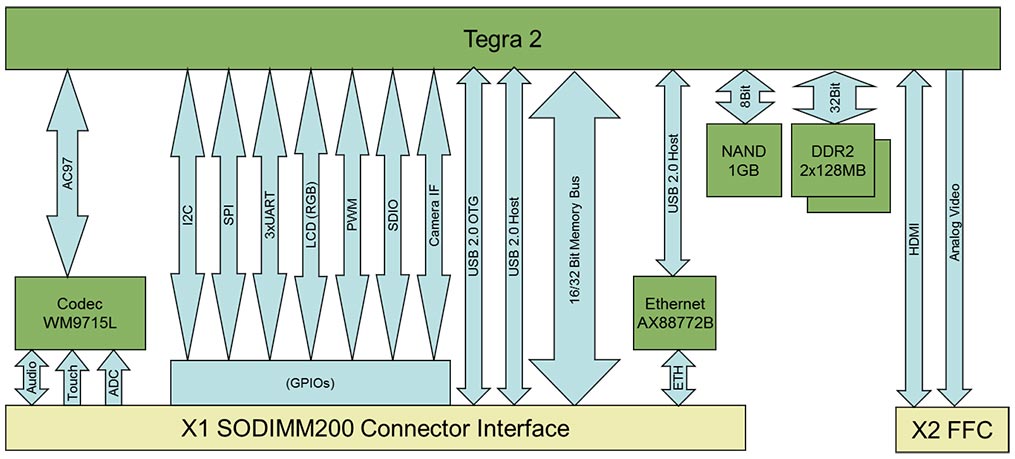 Tegra 2
AC97
I2C
SPI
3xUART
LCD(RGB)
PWM
SDIO
Camera IF
USB 2.0 OTG
USB 2.0 Host
16/32 Bit Memory Bus
USB 2.0 Host
8Bit
32Bit
NAND
1GB
DDR2
2x128MB
HDMI
Analog Video
Codec
WM9715L
Ethernet
AX88772B
Audio
Touch
ADC
(GPIOs)
ETH
X1 SODIMM200 Connector Interface
X2 FFC